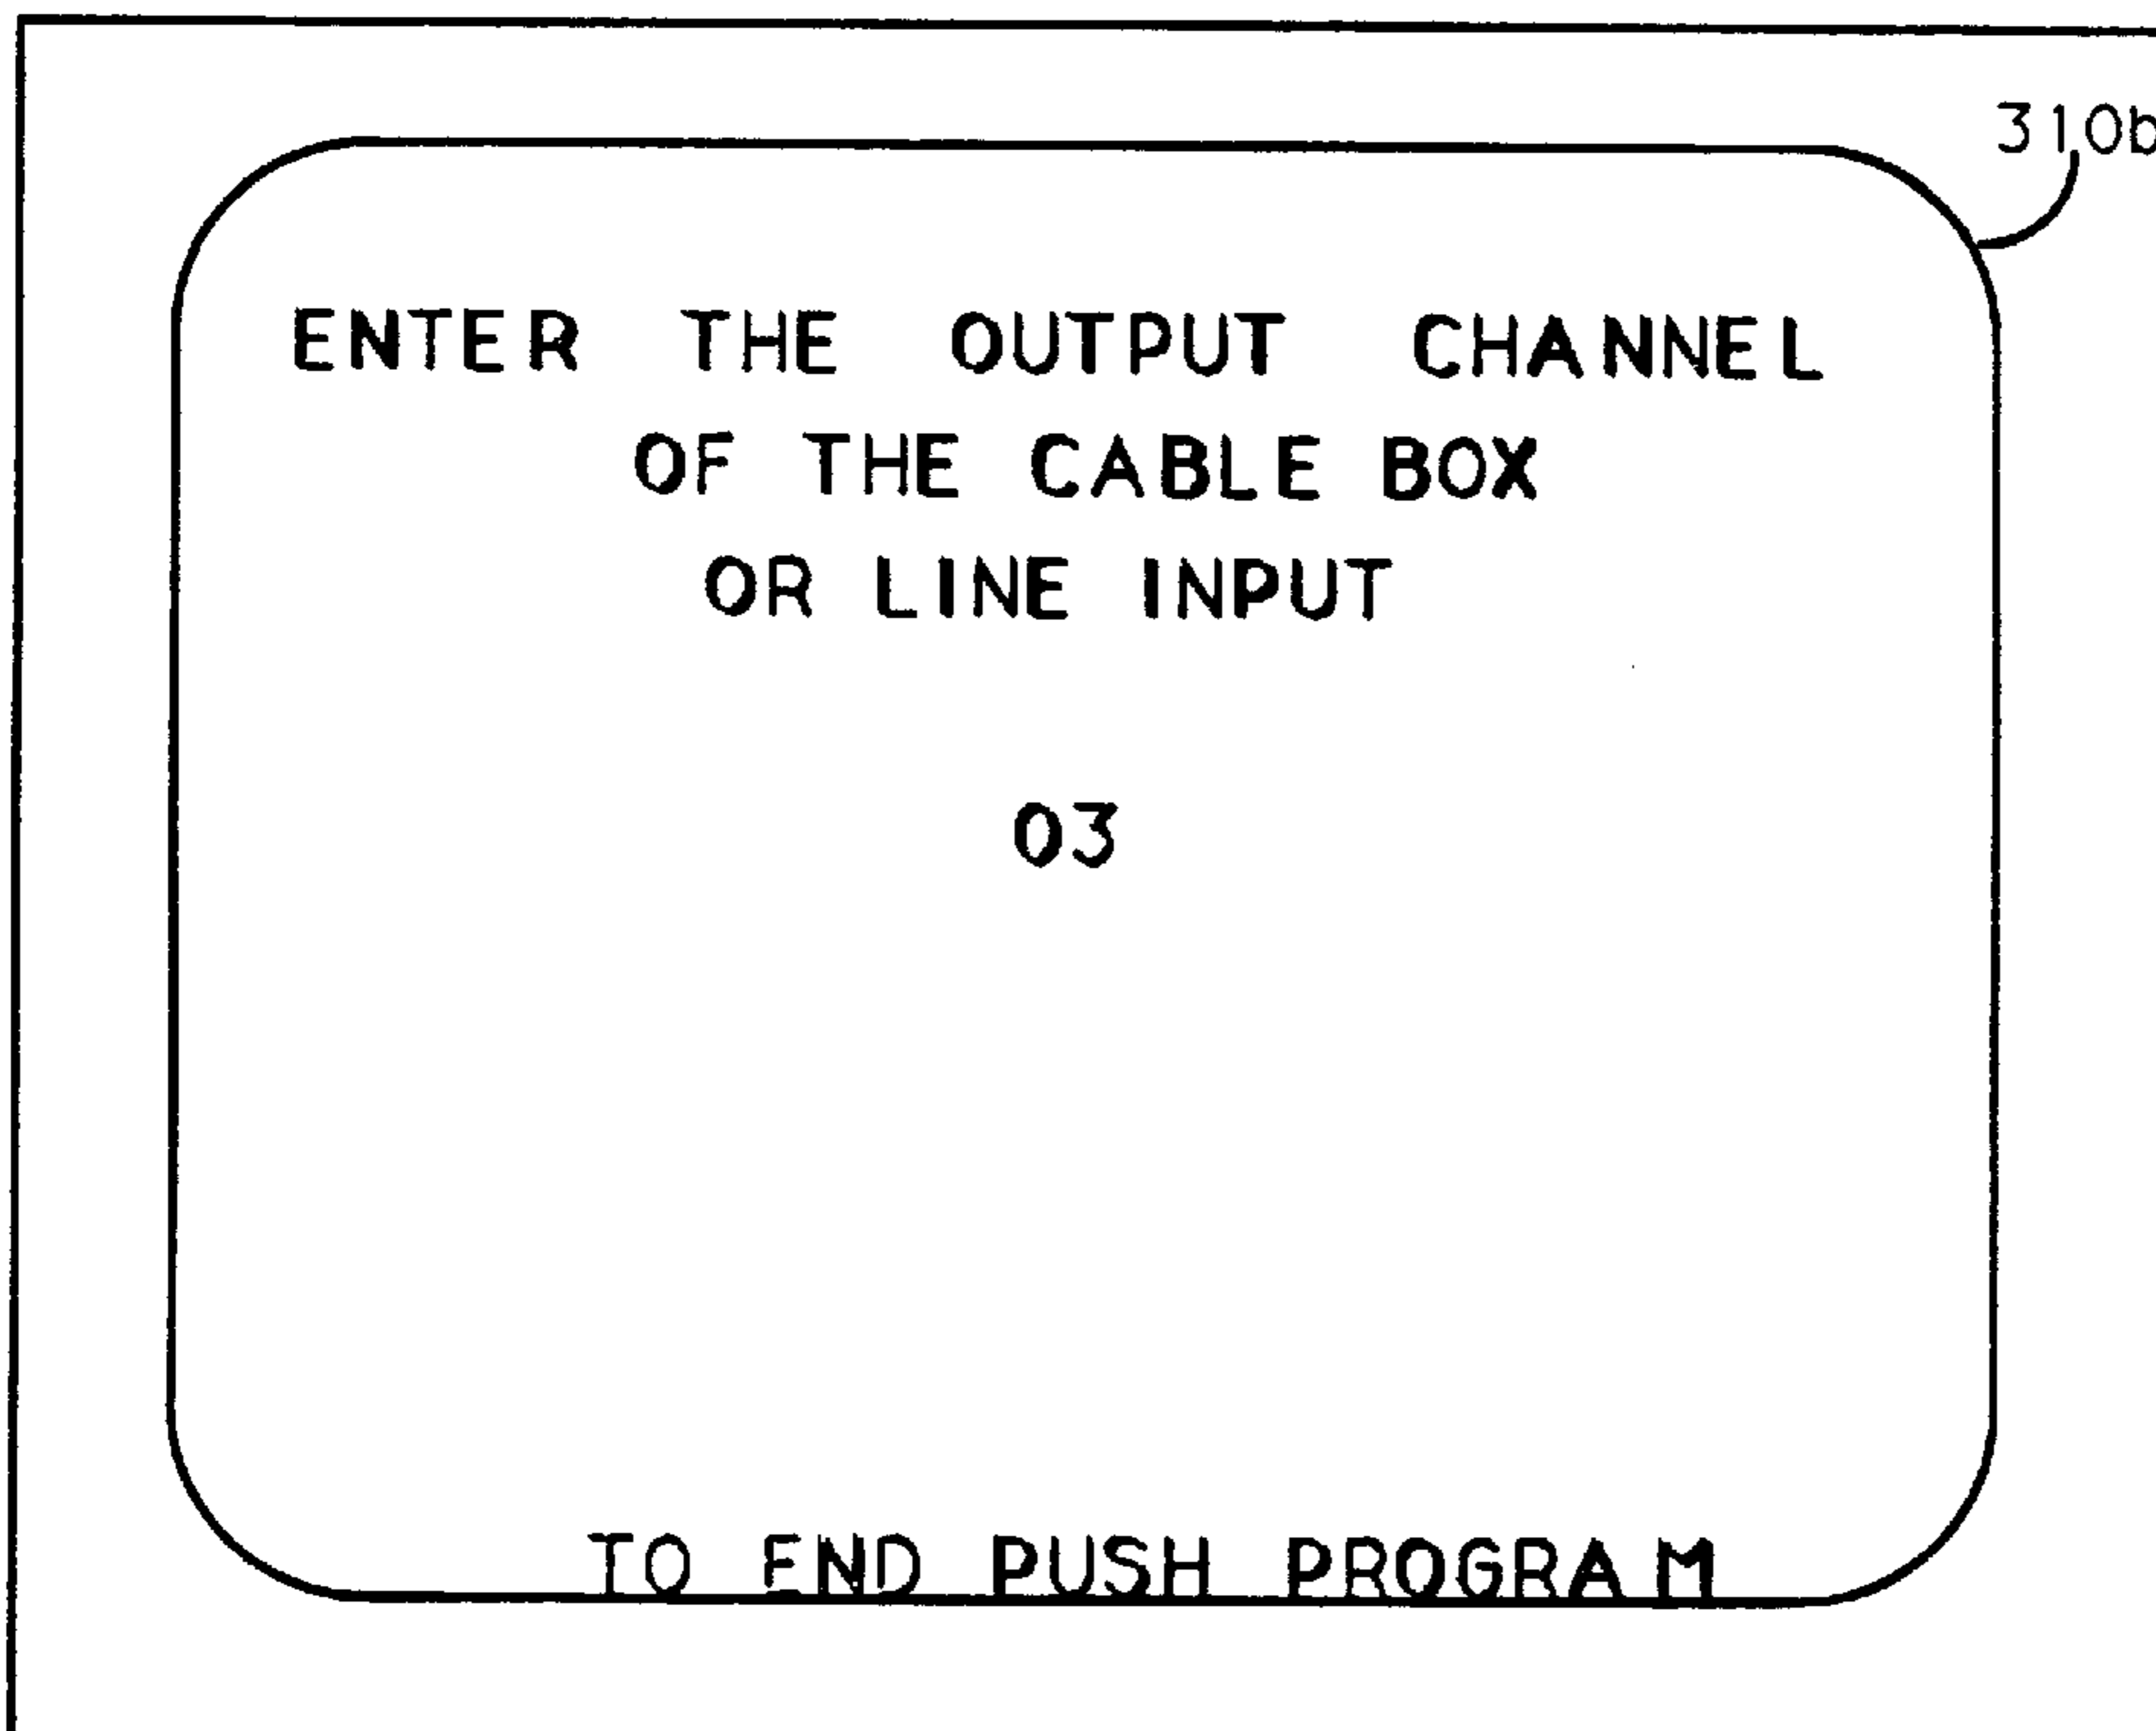 310b
ENTER THE OUTPUT CHANNEL
OF THE CABLE BOX
OR LINE INPUT
03
TO END PUSH PROGRAM